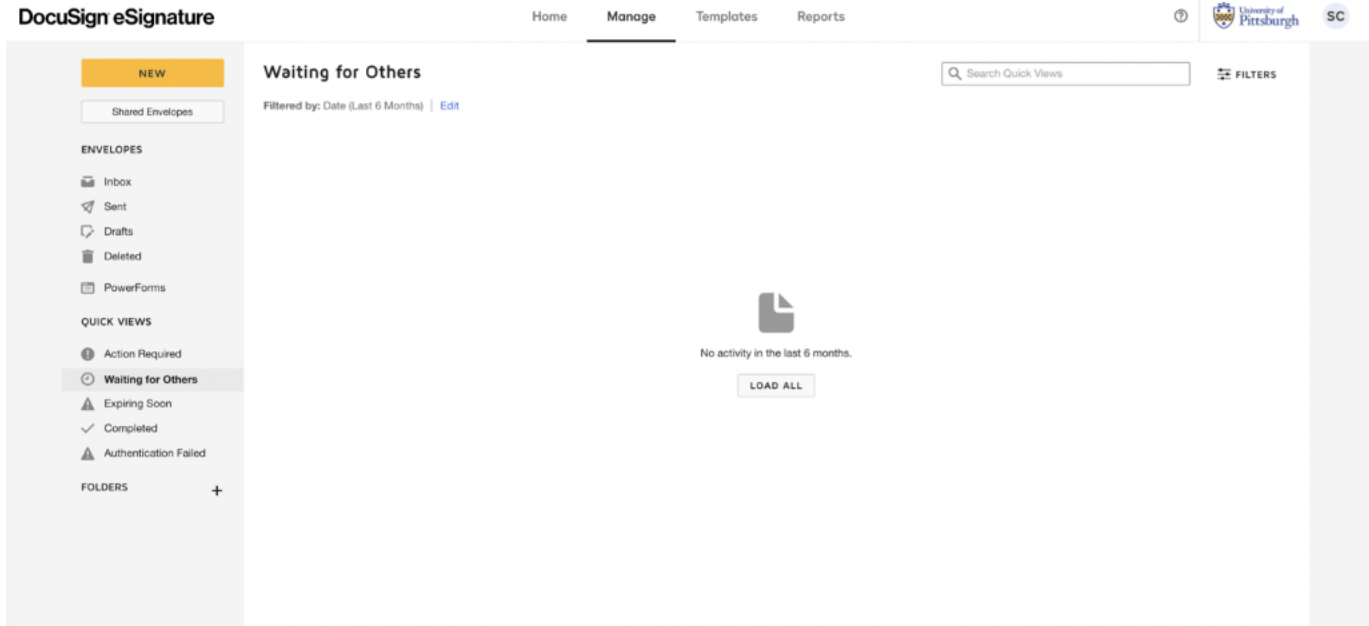 DocuSign eSignature
Home Manage Templates Reports
University of
Pittsburgh
SC
NEW
Shared Envelopes
ENVELOPES
Inbox
Sent
Drafts
Deleted
PowerForms
QUICK VIEWS
Action Required
Waiting for Others
Expiring Soon
Completed
Authentication Failed
FOLDERS +
Waiting for Others
Search Quick Views
FILTERS
Filtered by: Date (Last 6 Months) | Edit
No activity in the last 6 months.
LOAD ALL